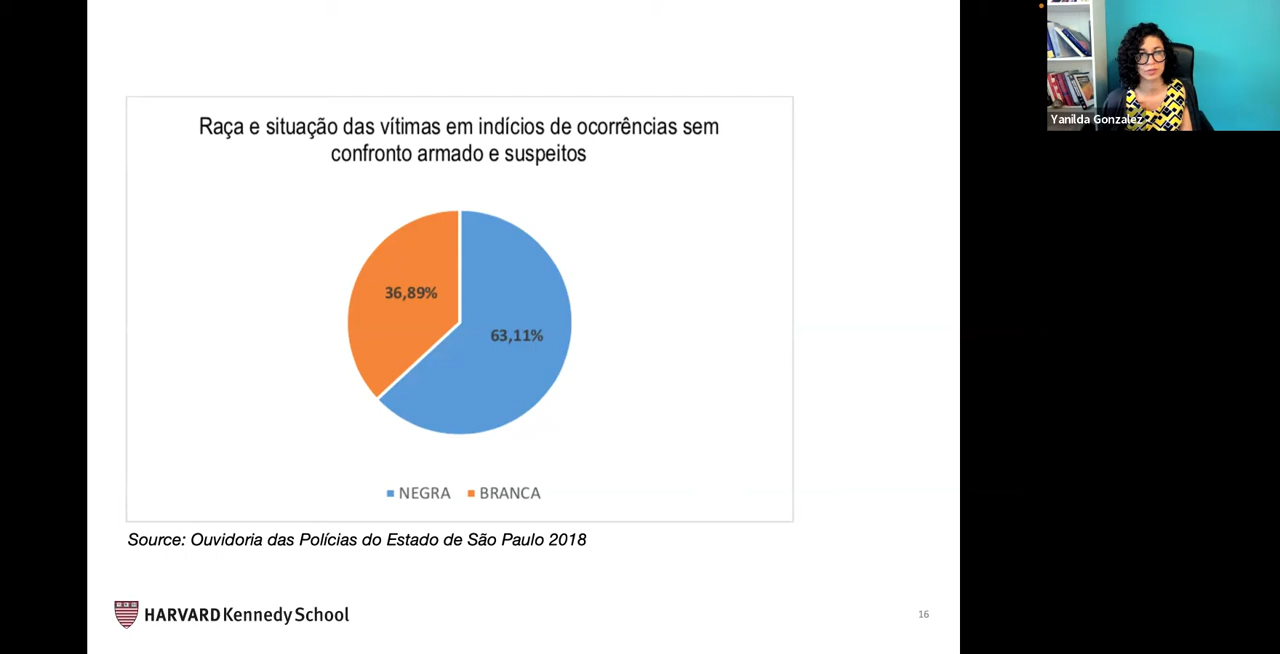 Raça e situação das vítimas em indícios de ocorrências sem
confronto armado e suspeitos
36,89%
63,11%
NEGRA BRANCA
Source: Ouvidoria das Polícias do Estado de São Paulo 2018
HARVARD Kennedy School
16
Yanilda Gonzalez